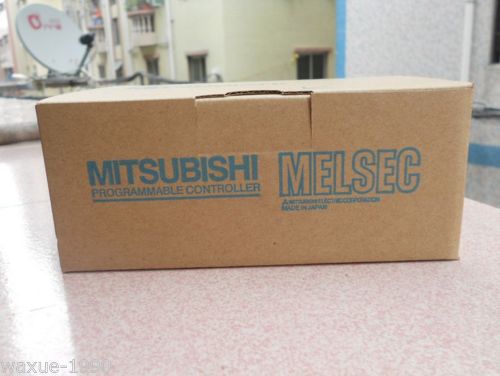 MITSUBISHI
PROGRAMMABLE CONTROLLER
MELSEC
MITSUBISHI ELECTRIC CORPORATION
MADE IN JAPAN
waxue-1990